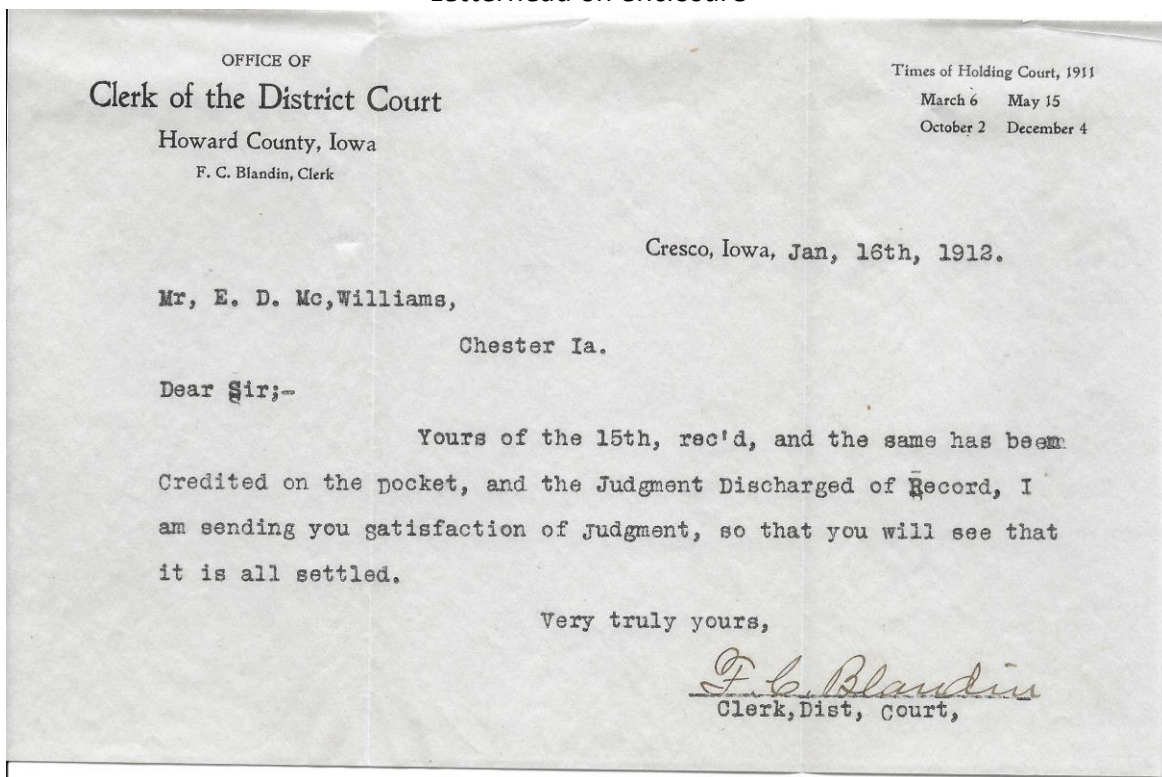 Letterhead on enclosure
OFFICE OF
Clerk of the District Court
Howard County, Iowa
F. C. Blandin, Clerk
Times of Holding Court, 1911
March 6 May 15
October 2 December 4
Cresco, Iowa, Jan, 16th, 1912.
Mr, E. D. Mc,Williams,
Chester Ia.
Dear Sir;-
Yours of the 15th, rec'd, and the same has been
Credited on the Docket, and the Judgment Discharged of Record, I
am sending you satisfaction of Judgment, so that you will see that
it is all settled.
Very truly yours,
F. C. Blandin
Clerk,Dist, Court,